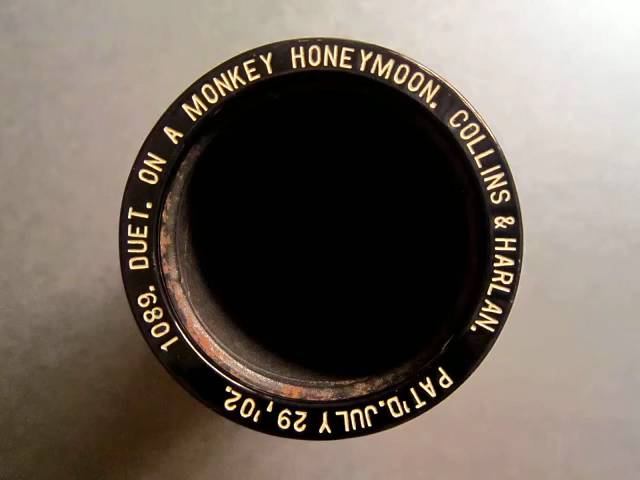 1089. DUET. ON A MONKEY HONEYMOON. COLLINS & HARLAN.
PAT'D. JULY 29, '02.